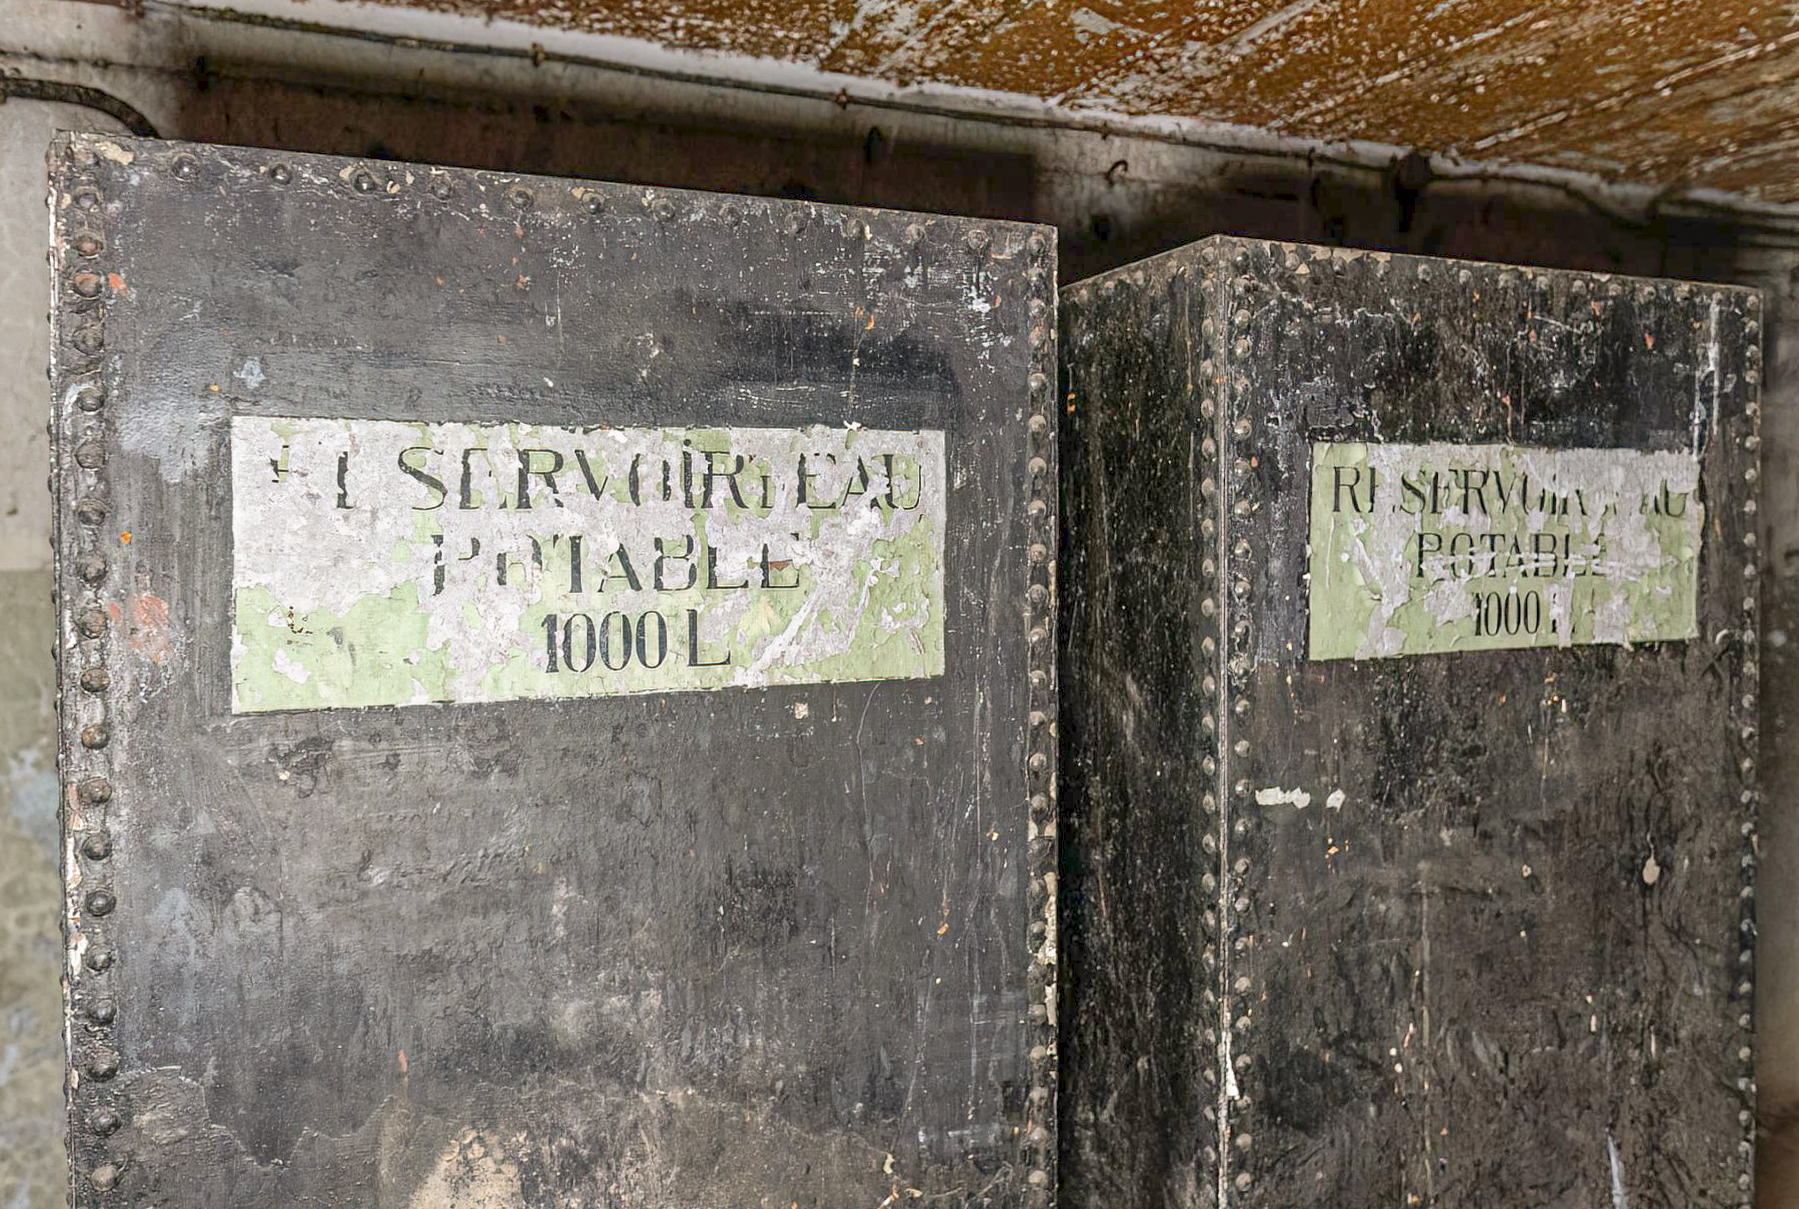 RESERVOIR EAU
POTABLE
1000 L
RESERVOIR EAU
POTABLE
1000 L